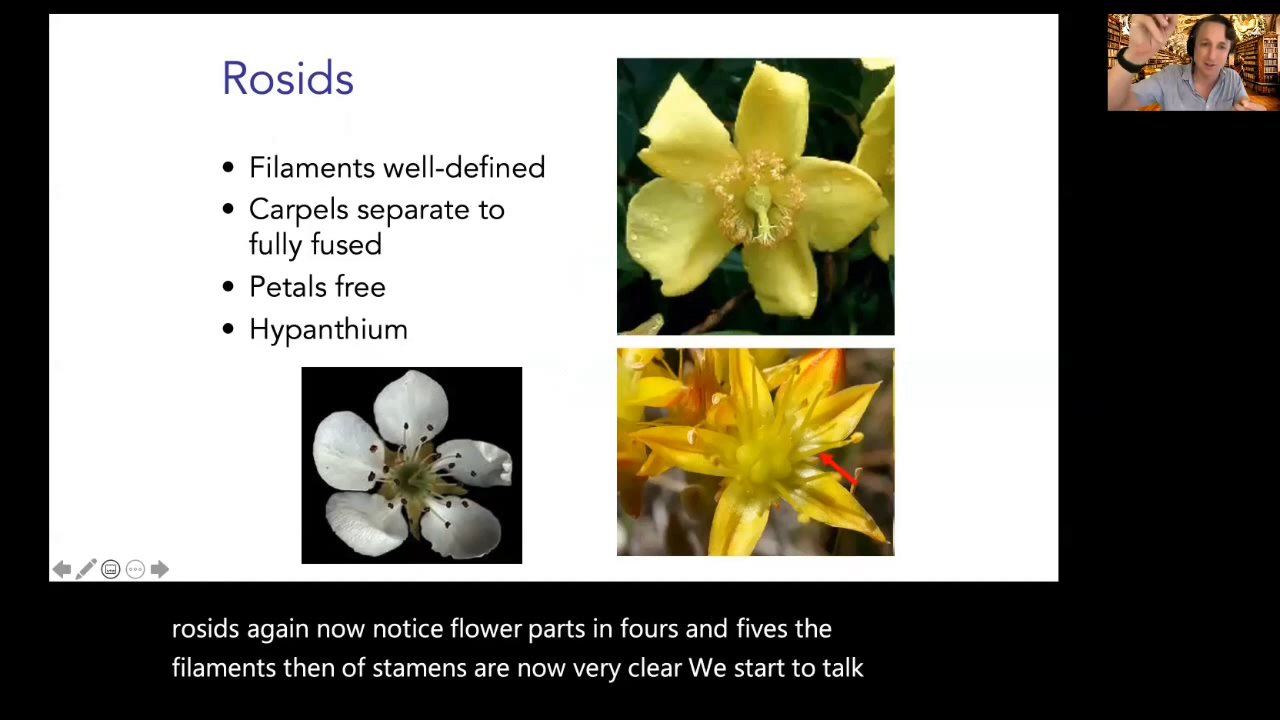 Rosids
• Filaments well-defined
• Carpels separate to
fully fused
• Petals free
• Hypanthium
rosids again now notice flower parts in fours and fives the
filaments then of stamens are now very clear We start to talk